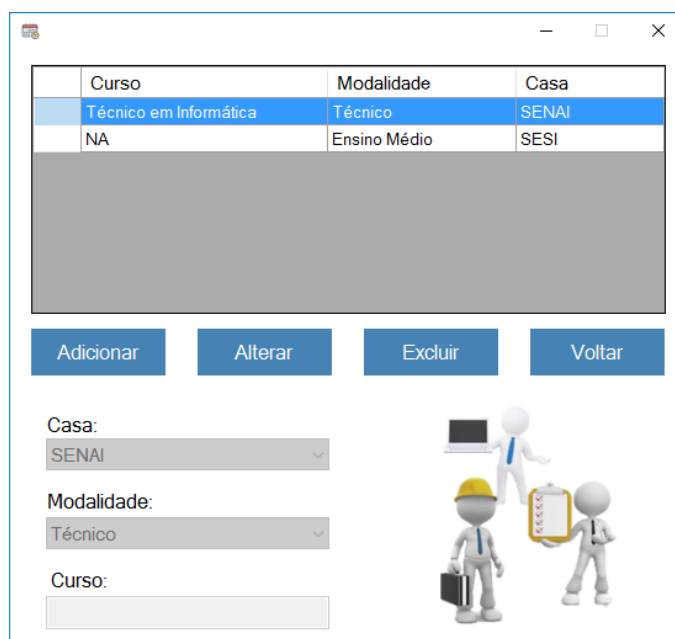 Curso Modalidade Casa
Técnico em Informática Técnico SENAI
NA Ensino Médio SESI
Adicionar Alterar Excluir Voltar
Casa:
SENAI
Modalidade:
Técnico
Curso: